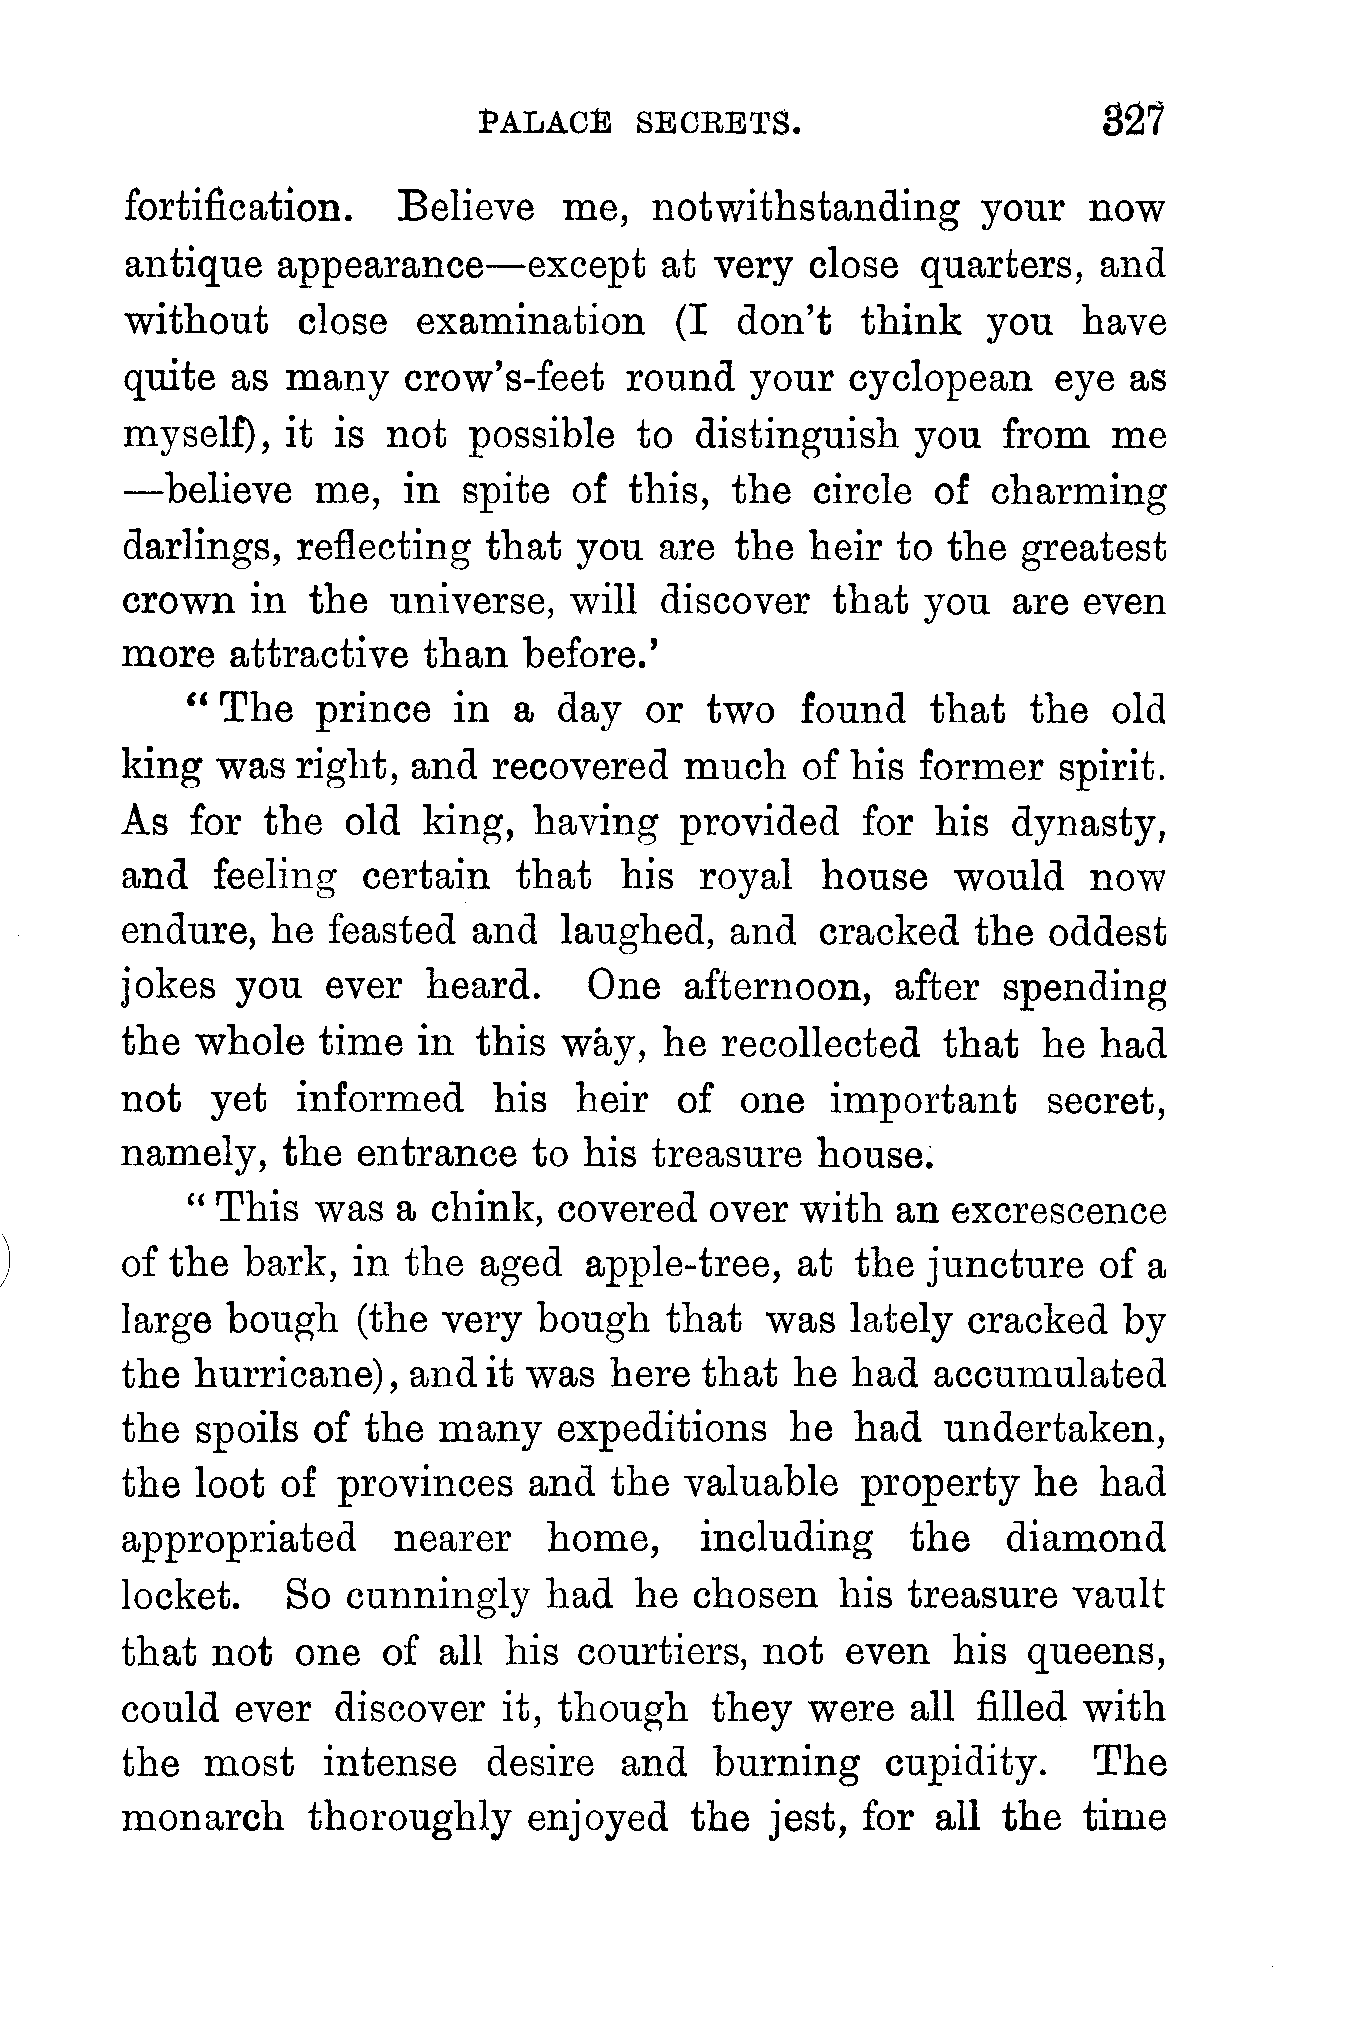 PALACE SECRETS. 327
fortification. Believe me, notwithstanding your now
antique appearance—except at very close quarters, and
without close examination (I don't think you have
quite as many crow's-feet round your cyclopean eye as
myself), it is not possible to distinguish you from me
—believe me, in spite of this, the circle of charming
darlings, reflecting that you are the heir to the greatest
crown in the universe, will discover that you are even
more attractive than before.'
“ The prince in a day or two found that the old
king was right, and recovered much of his former spirit.
As for the old king, having provided for his dynasty,
and feeling certain that his royal house would now
endure, he feasted and laughed, and cracked the oddest
jokes you ever heard. One afternoon, after spending
the whole time in this way, he recollected that he had
not yet informed his heir of one important secret,
namely, the entrance to his treasure house.
“ This was a chink, covered over with an excrescence
of the bark, in the aged apple-tree, at the juncture of a
large bough (the very bough that was lately cracked by
the hurricane), and it was here that he had accumulated
the spoils of the many expeditions he had undertaken,
the loot of provinces and the valuable property he had
appropriated nearer home, including the diamond
locket. So cunningly had he chosen his treasure vault
that not one of all his courtiers, not even his queens,
could ever discover it, though they were all filled with
the most intense desire and burning cupidity. The
monarch thoroughly enjoyed the jest, for all the time